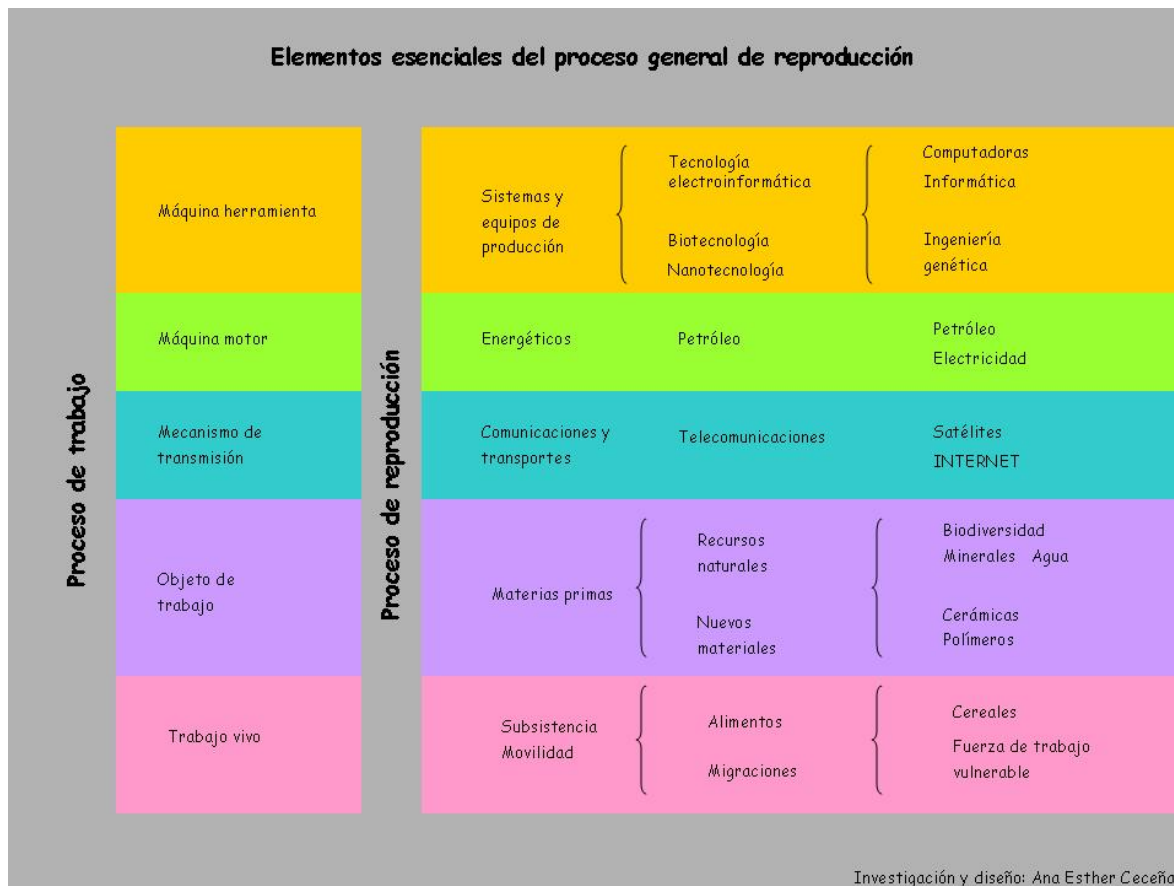 Elementos esenciales del proceso general de reproducción
Proceso de trabajo
Máquina herramienta
Máquina motor
Mecanismo de
transmisión
Objeto de
trabajo
Trabajo vivo
Proceso de reproducción
Sistemas y
equipos de
producción
Tecnología
electroinformática
Biotecnología
Nanotecnología
Computadoras
Informática
Ingeniería
genética
Energéticos
Petróleo
Petróleo
Electricidad
Comunicaciones y
transportes
Telecomunicaciones
Satélites
INTERNET
Materias primas
Recursos
naturales
Nuevos
materiales
Biodiversidad
Minerales Agua
Cerámicas
Polímeros
Subsistencia
Movilidad
Alimentos
Migraciones
Cereales
Fuerza de trabajo
vulnerable
Investigación y diseño: Ana Esther Ceceña